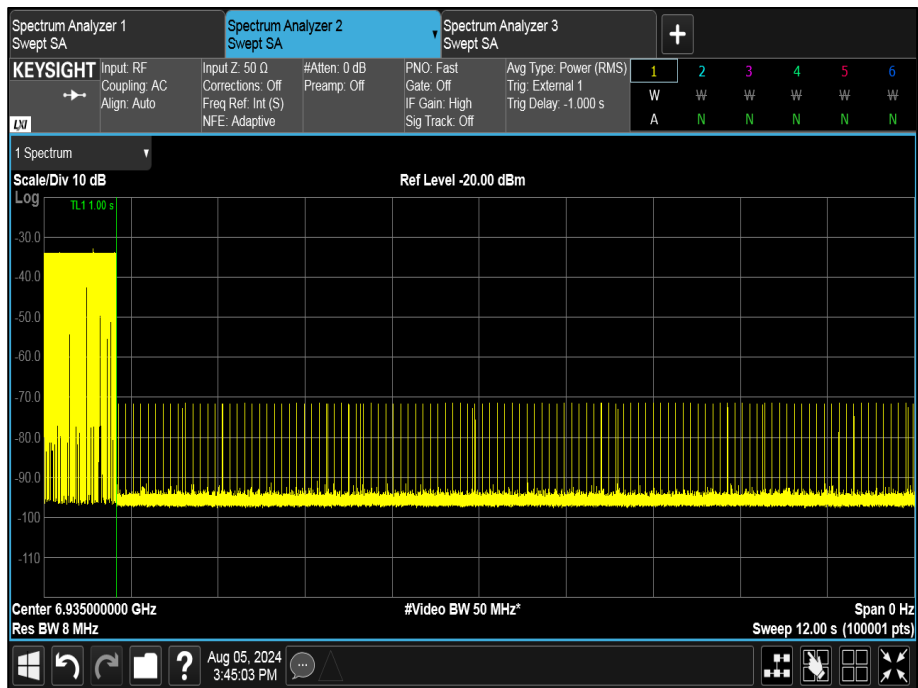 Spectrum Analyzer 1
Swept SA
Spectrum Analyzer 2
Swept SA
Spectrum Analyzer 3
Swept SA
+
KEYSIGHT
LXI
Input: RF
Coupling: AC
Align: Auto
Input Z: 50 Ω
Corrections: Off
Freq Ref: Int (S)
NFE: Adaptive
#Atten: 0 dB
Preamp: Off
PNO: Fast
Gate: Off
IF Gain: High
Sig Track: Off
Avg Type: Power (RMS)
Trig: External 1
Trig Delay: -1.000 s
1 2 3 4 5 6
W W W W W W
A N N N N N
1 Spectrum
Scale/Div 10 dB
Ref Level -20.00 dBm
Log
TL1 1.00 s
-30.0
-40.0
-50.0
-60.0
-70.0
-80.0
-90.0
-100
-110
Center 6.935000000 GHz
#Video BW 50 MHz*
Span 0 Hz
Res BW 8 MHz
Sweep 12.00 s (100001 pts)
?
Aug 05, 2024
3:45:03 PM